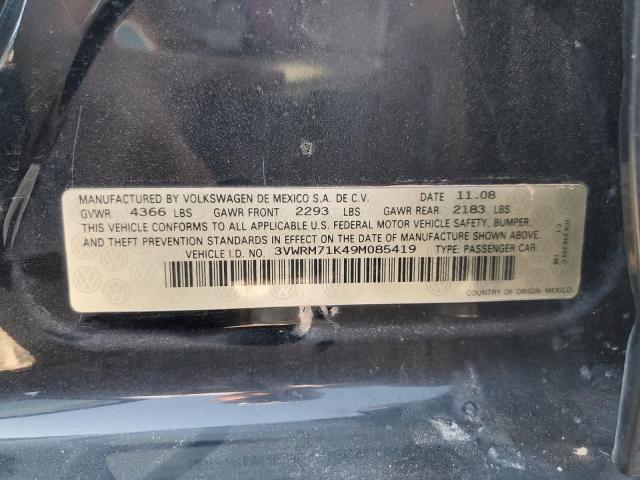 MANUFACTURED BY VOLKSWAGEN DE MEXICO S.A. DE C.V. DATE 11.08
GVWR 4366 LBS GAWR FRONT 2293 LBS GAWR REAR 2183 LBS
THIS VEHICLE CONFORMS TO ALL APPLICABLE U.S. FEDERAL MOTOR VEHICLE SAFETY, BUMPER,
AND THEFT PREVENTION STANDARDS IN EFFECT ON THE DATE OF MANUFACTURE SHOWN ABOVE.
VEHICLE I.D. NO. 3VWRM71K49M085419 TYPE: PASSENGER CAR
COUNTRY OF ORIGIN: MEXICO